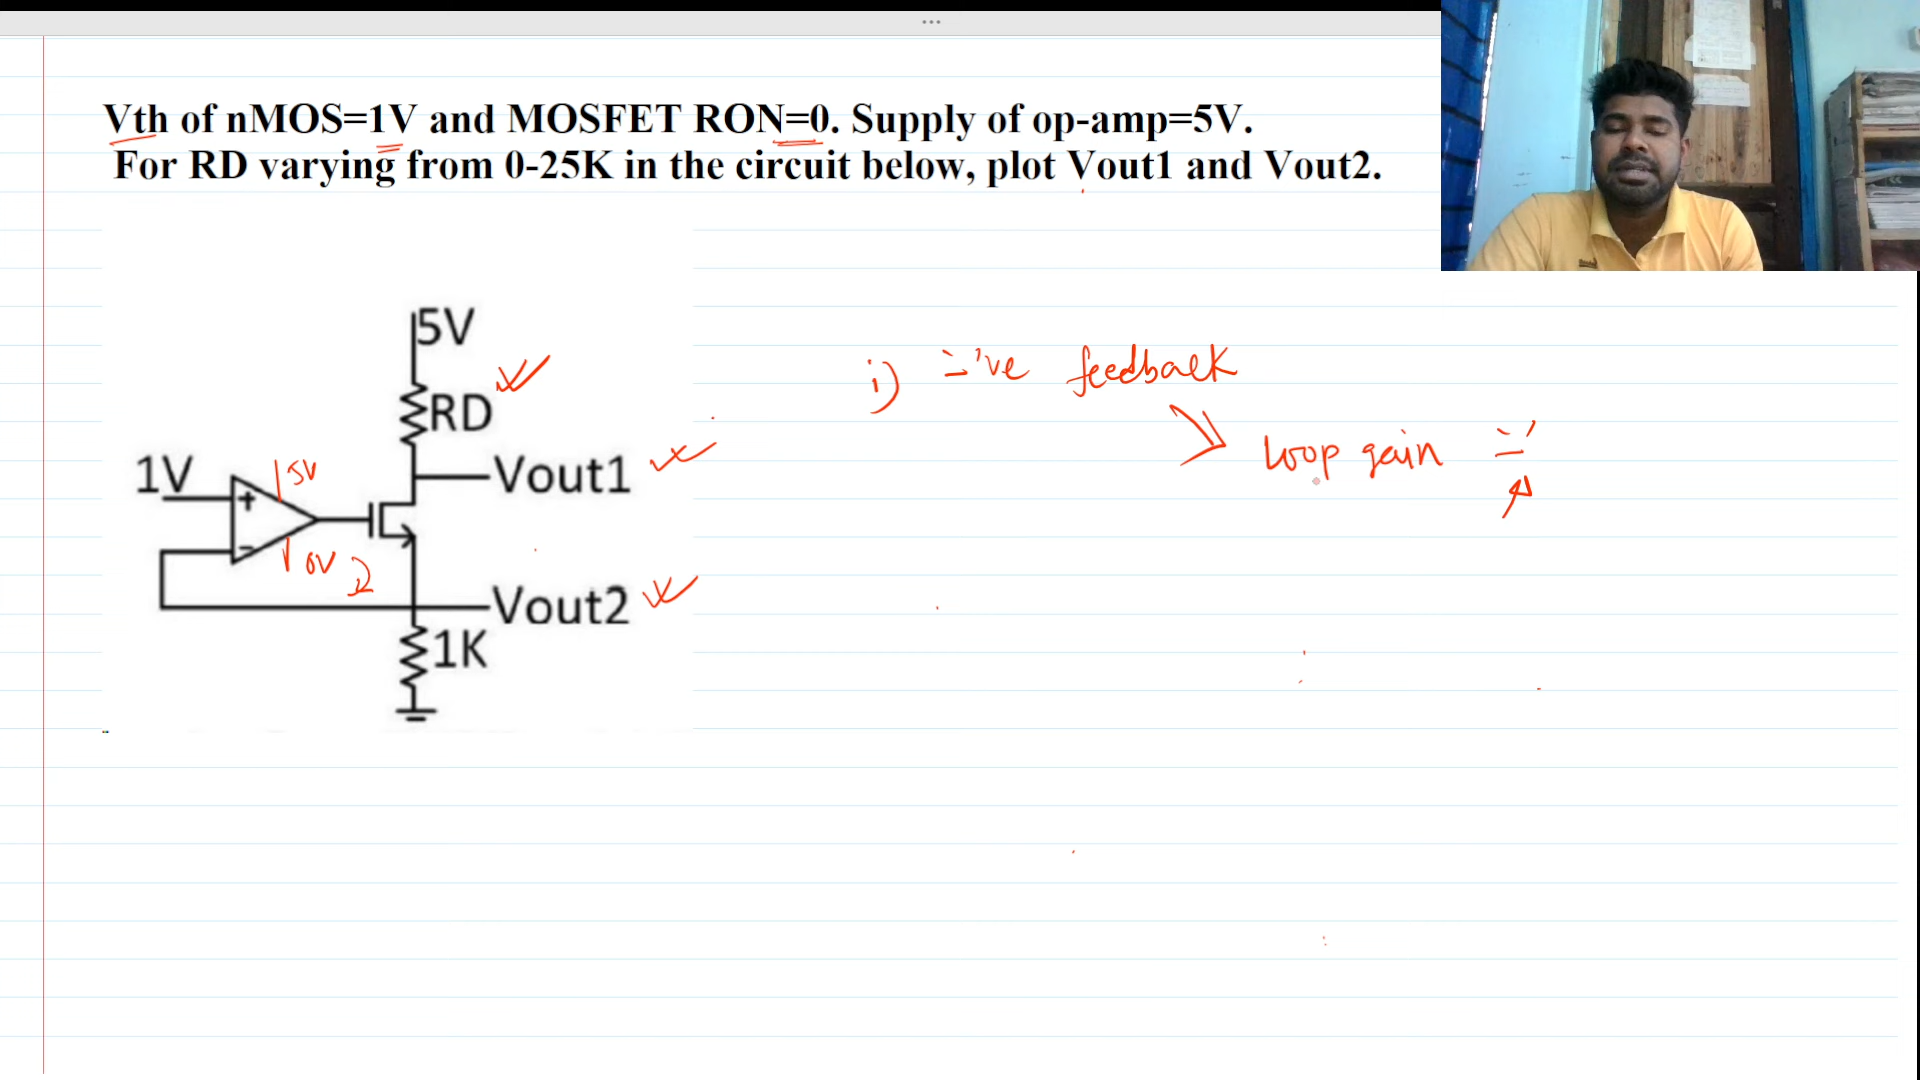 Vth of nMOS=1V and MOSFET RON=0. Supply of op-amp=5V.
For RD varying from 0-25K in the circuit below, plot Vout1 and Vout2.
5V
RD
1V
5V
Vout1
+
-
0V
Vout2
1K
i) -'ve feedback
Loop gain -'